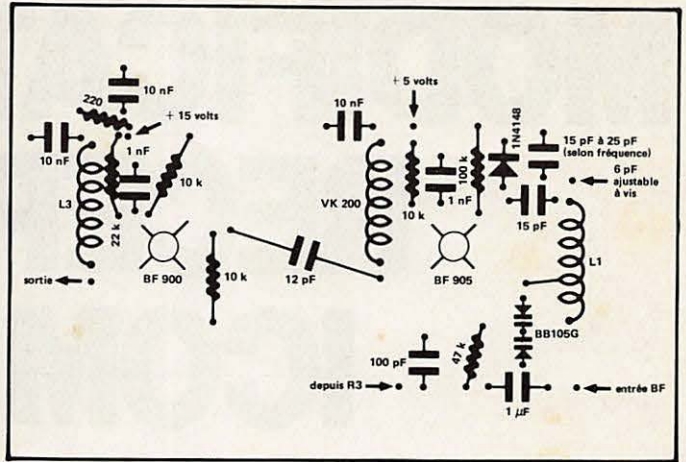 10 nF
220
+ 15 volts
10 nF
1 nF
10 k
L3
22 k
BF 900
sortie
10 k
12 pF
+ 5 volts
10 nF
VK 200
10 k
1 nF
100 k
1N4148
15 pF à 25 pF
(selon fréquence)
6 pF
ajustable
à vis
15 pF
L1
BF 905
BB105G
100 pF
47 k
depuis R3
1 µF
entrée BF